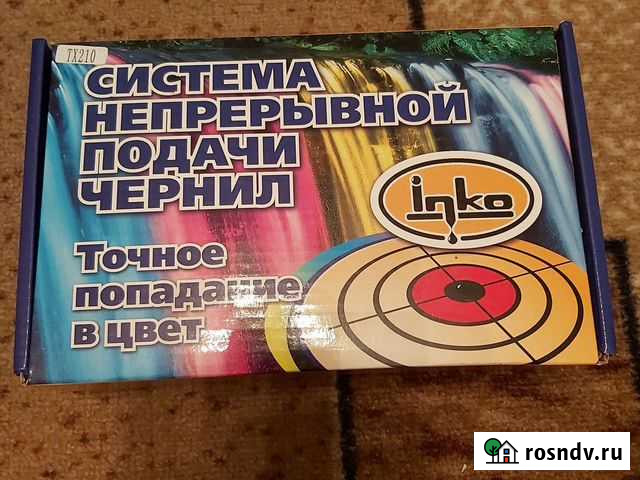 TX210
СИСТЕМА
НЕПРЕРЫВНОЙ
ПОДАЧИ
ЧЕРНИЛ
inko
Точное
попадание
в цвет
rosndv.ru